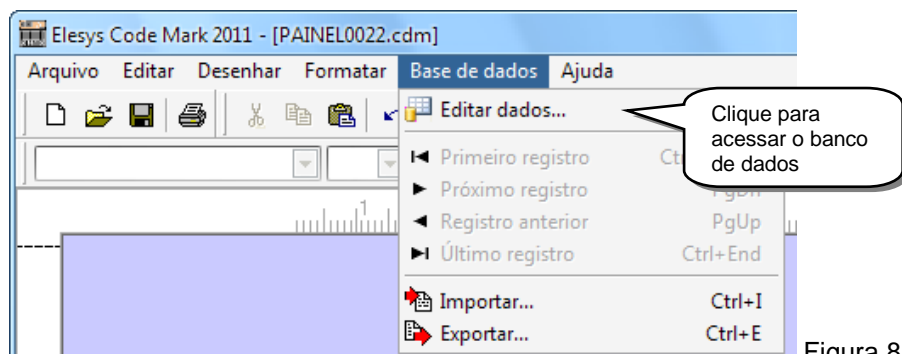 Elesys Code Mark 2011 - [PAINEL0022.cdm]
Arquivo Editar Desenhar Formatar Base de dados Ajuda
Editar dados...
Clique para
acessar o banco
de dados
Primeiro registro
Próximo registro
Registro anterior PgUp
Último registro Ctrl+End
Importar... Ctrl+I
Exportar... Ctrl+E
1
Figura 8